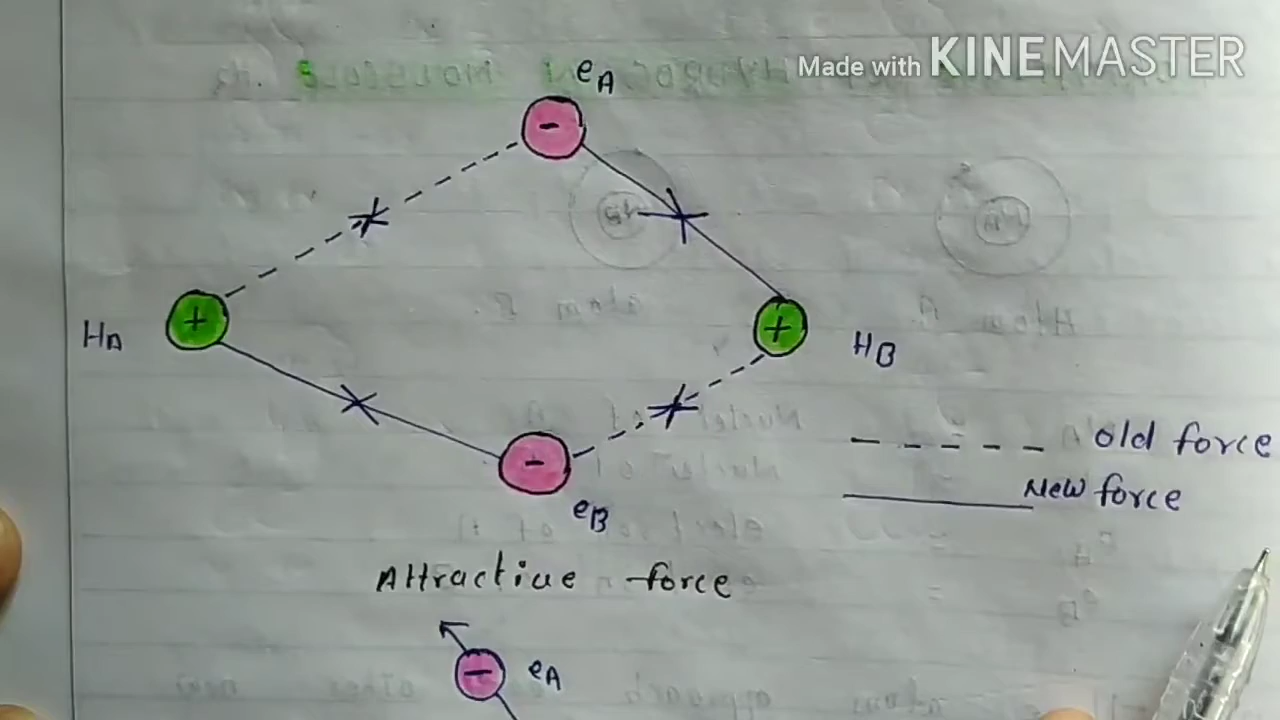 Made with KINEMASTER
eA
-
+
HA
+
HB
- - - - - old force
New force
-
eB
Attractive force
-
eA